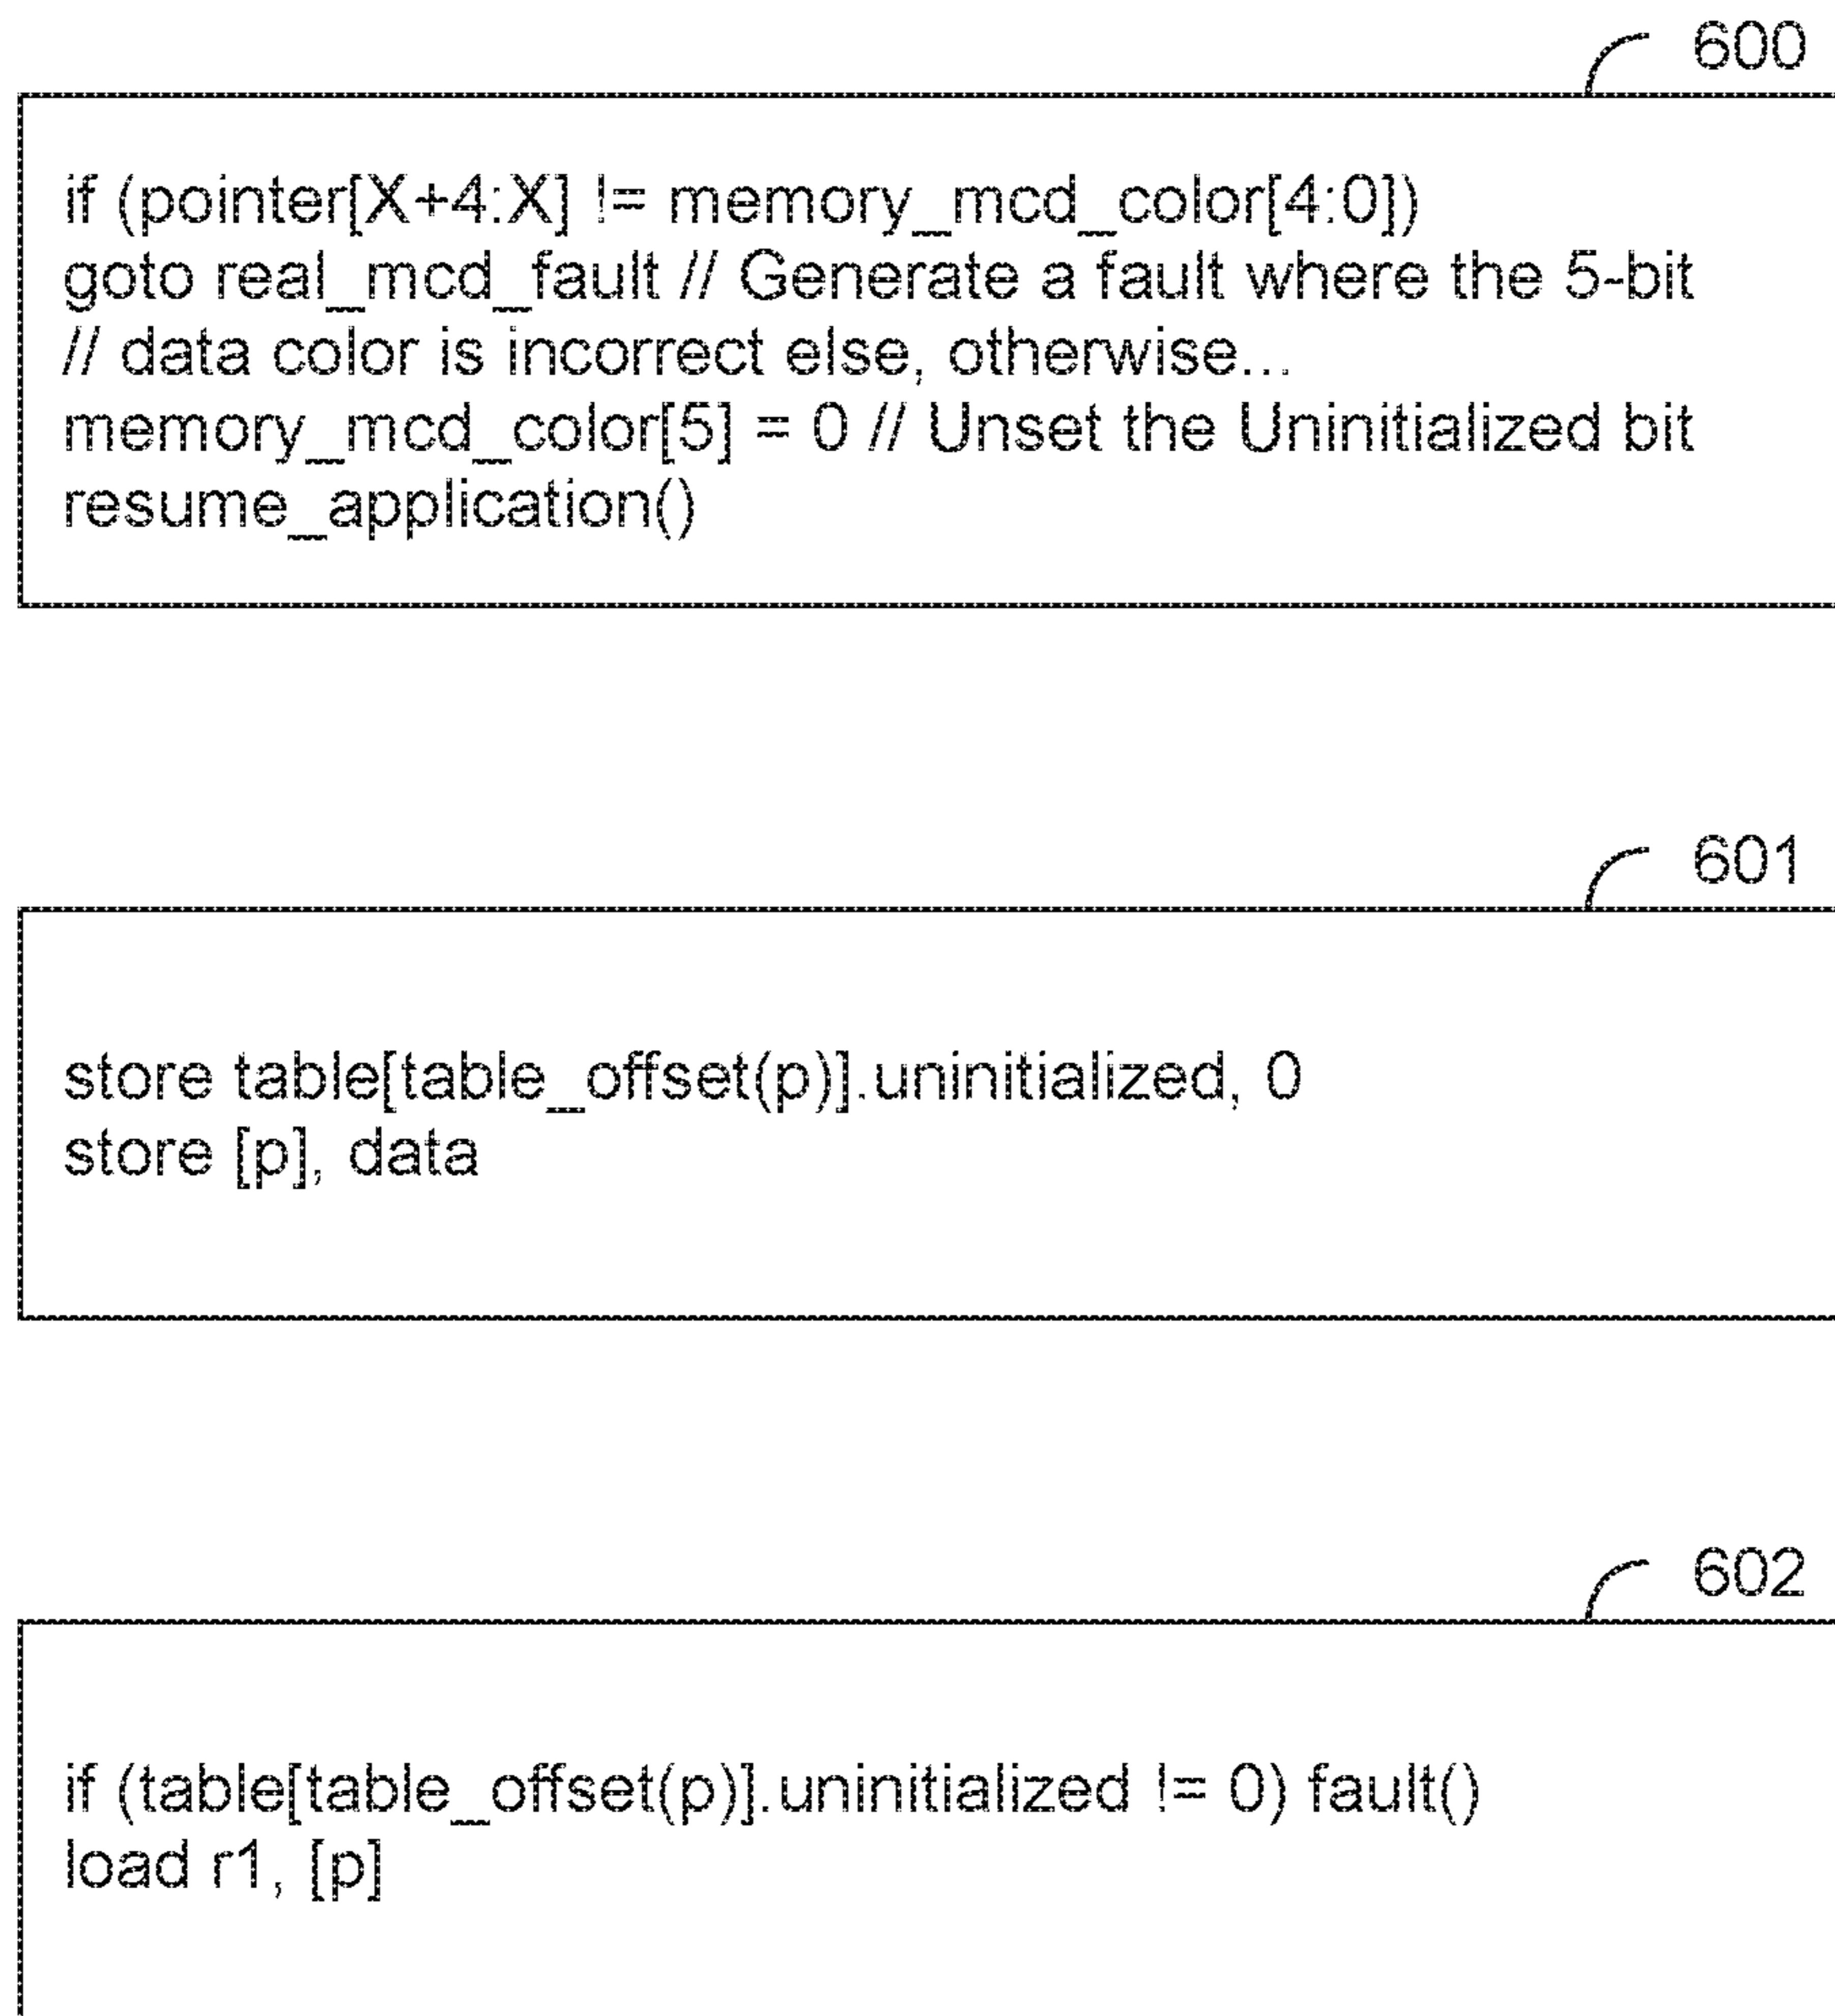 600
if (pointer[X+4:X] != memory_mcd_color[4:0])
goto real_mcd_fault // Generate a fault where the 5-bit
// data color is incorrect else, otherwise...
memory_mcd_color[5] = 0 // Unset the Uninitialized bit
resume_application()
601
store table[table_offset(p)].uninitialized, 0
store [p], data
602
if (table[table_offset(p)].uninitialized != 0) fault()
load r1, [p]